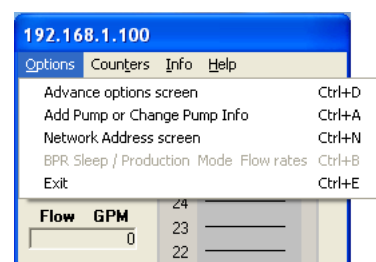 192.168.1.100
Options Counters Info Help
Advance options screen Ctrl+D
Add Pump or Change Pump Info Ctrl+A
Network Address screen Ctrl+N
BPR Sleep / Production Mode Flow rates Ctrl+B
Exit Ctrl+E
24
Flow GPM
23
0
22